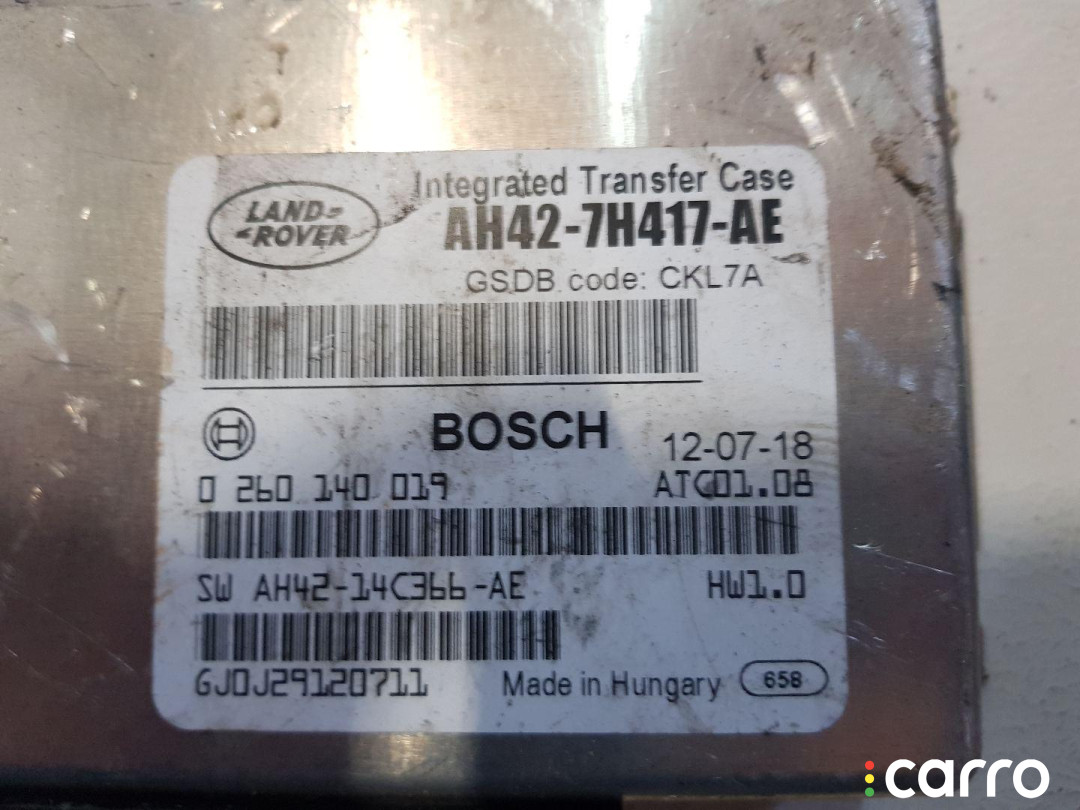 LAND-
-ROVER
Integrated Transfer Case
AH42-7H417-AE
GSDB code: CKL7A
BOSCH 12-07-18
0 260 140 019 ATC01.08
SW AH42-14C366-AE HW1.0
GJ0J29120711 Made in Hungary 658
carro